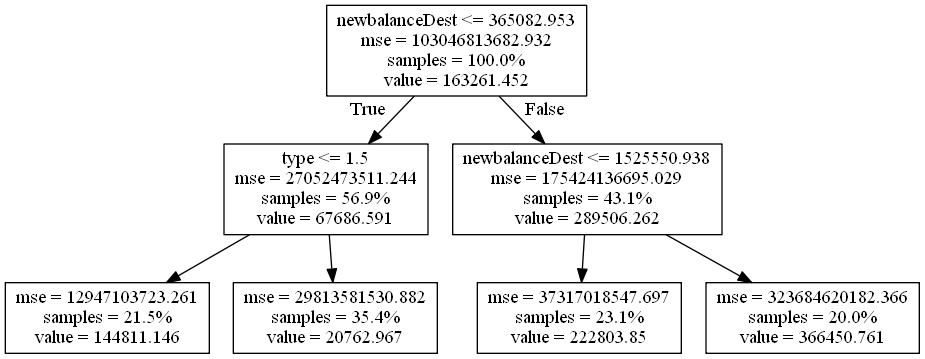 newbalanceDest <= 365082.953
mse = 103046813682.932
samples = 100.0%
value = 163261.452
True
False
type <= 1.5
mse = 27052473511.244
samples = 56.9%
value = 67686.591
newbalanceDest <= 1525550.938
mse = 175424136695.029
samples = 43.1%
value = 289506.262
mse = 12947103723.261
samples = 21.5%
value = 144811.146
mse = 29813581530.882
samples = 35.4%
value = 20762.967
mse = 37317018547.697
samples = 23.1%
value = 222803.85
mse = 323684620182.366
samples = 20.0%
value = 366450.761